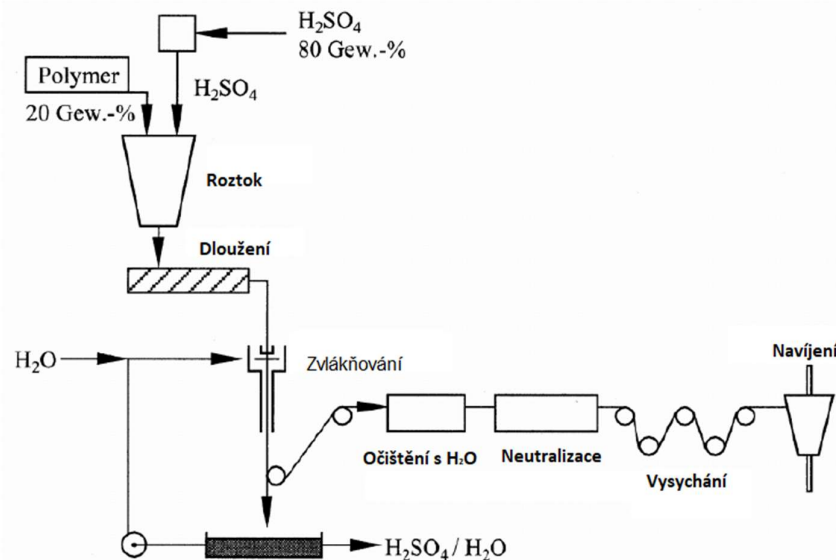 H₂SO₄
80 Gew.-%
Polymer
20 Gew.-%
H₂SO₄
Roztok
Dloužení
H₂O
Zvlákňování
Navíjení
Očištění s H₂O
Neutralizace
Vysychání
H₂SO₄ / H₂O